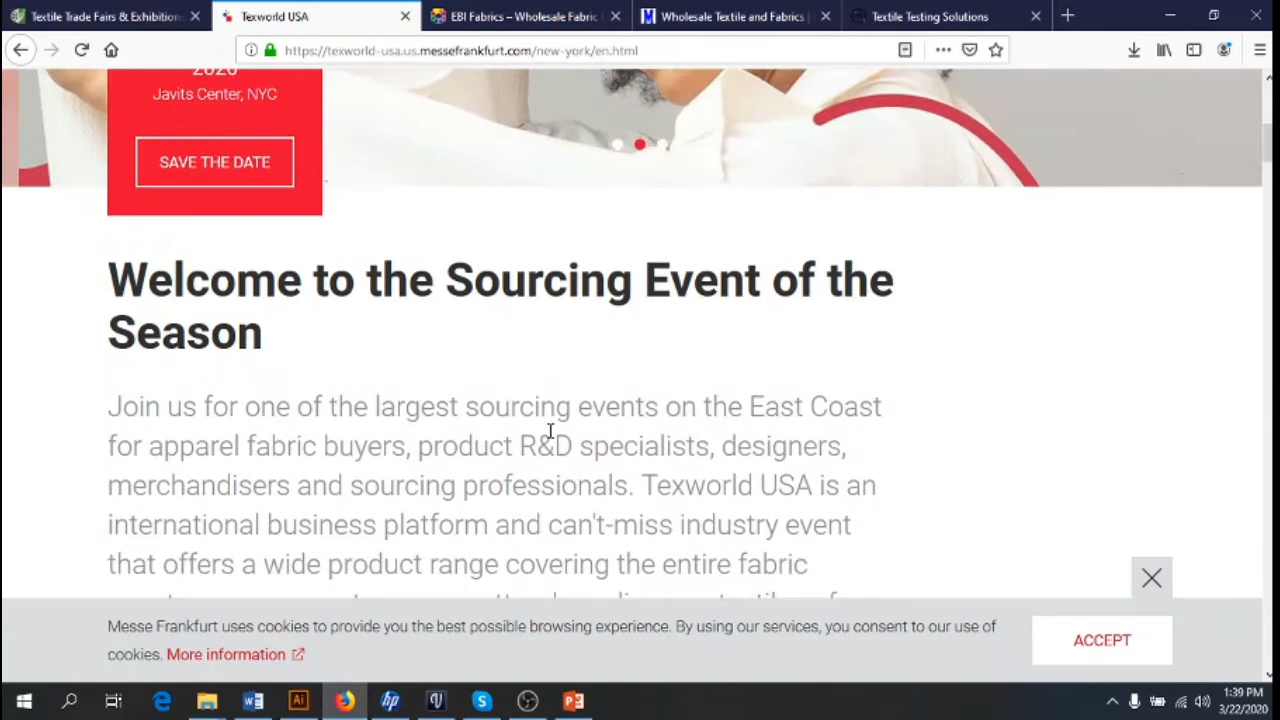 Textile Trade Fairs & Exhibitions
Texworld USA
EBI Fabrics – Wholesale Fabric
Wholesale Textile and Fabrics |
Textile Testing Solutions
https://texworld-usa.us.messefrankfurt.com/new-york/en.html
2020
Javits Center, NYC
SAVE THE DATE
Welcome to the Sourcing Event of the
Season
Join us for one of the largest sourcing events on the East Coast
for apparel fabric buyers, product R&D specialists, designers,
merchandisers and sourcing professionals. Texworld USA is an
international business platform and can't-miss industry event
that offers a wide product range covering the entire fabric
Messe Frankfurt uses cookies to provide you the best possible browsing experience. By using our services, you consent to our use of
cookies. More information
ACCEPT
1:39 PM
3/22/2020